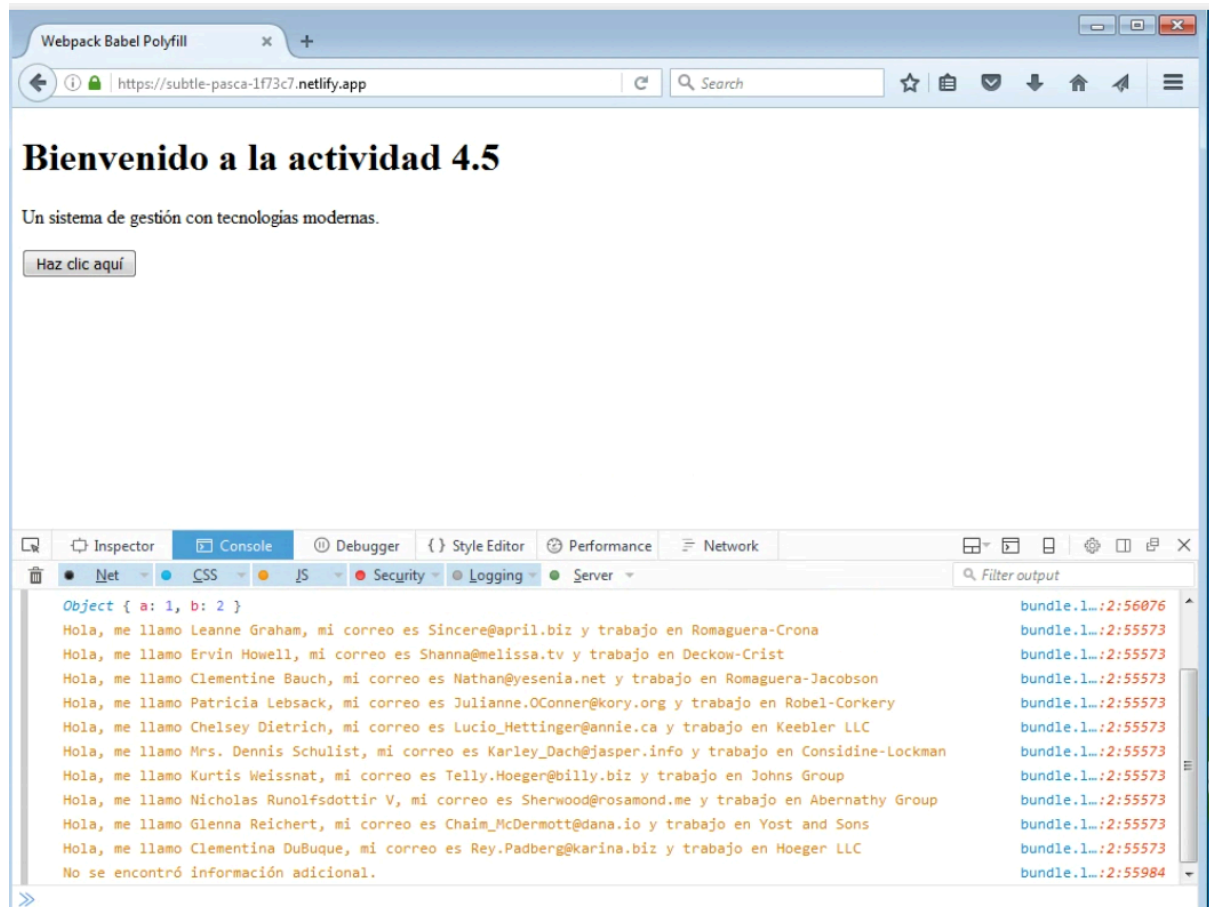 Webpack Babel Polyfill
https://subtle-pasca-1f73c7.netlify.app
Search
Bienvenido a la actividad 4.5
Un sistema de gestión con tecnologias modernas.
Haz clic aquí
Inspector Console Debugger { } Style Editor Performance Network
Net CSS JS Security Logging Server Filter output
Object { a: 1, b: 2 } bundle.1…:2:56076
Hola, me llamo Leanne Graham, mi correo es Sincere@april.biz y trabajo en Romaguera-Crona bundle.1…:2:55573
Hola, me llamo Ervin Howell, mi correo es Shanna@melissa.tv y trabajo en Deckow-Crist bundle.1…:2:55573
Hola, me llamo Clementine Bauch, mi correo es Nathan@yesenia.net y trabajo en Romaguera-Jacobson bundle.1…:2:55573
Hola, me llamo Patricia Lebsack, mi correo es Julianne.OConner@kory.org y trabajo en Robel-Corkery bundle.1…:2:55573
Hola, me llamo Chelsey Dietrich, mi correo es Lucio_Hettinger@annie.ca y trabajo en Keebler LLC bundle.1…:2:55573
Hola, me llamo Mrs. Dennis Schulist, mi correo es Karley_Dach@jasper.info y trabajo en Considine-Lockman bundle.1…:2:55573
Hola, me llamo Kurtis Weissnat, mi correo es Telly.Hoeger@billy.biz y trabajo en Johns Group bundle.1…:2:55573
Hola, me llamo Nicholas Runolfsdottir V, mi correo es Sherwood@rosamond.me y trabajo en Abernathy Group bundle.1…:2:55573
Hola, me llamo Glenna Reichert, mi correo es Chaim_McDermott@dana.io y trabajo en Yost and Sons bundle.1…:2:55573
Hola, me llamo Clementina DuBuque, mi correo es Rey.Padberg@karina.biz y trabajo en Hoeger LLC bundle.1…:2:55573
No se encontró información adicional. bundle.1…:2:55984